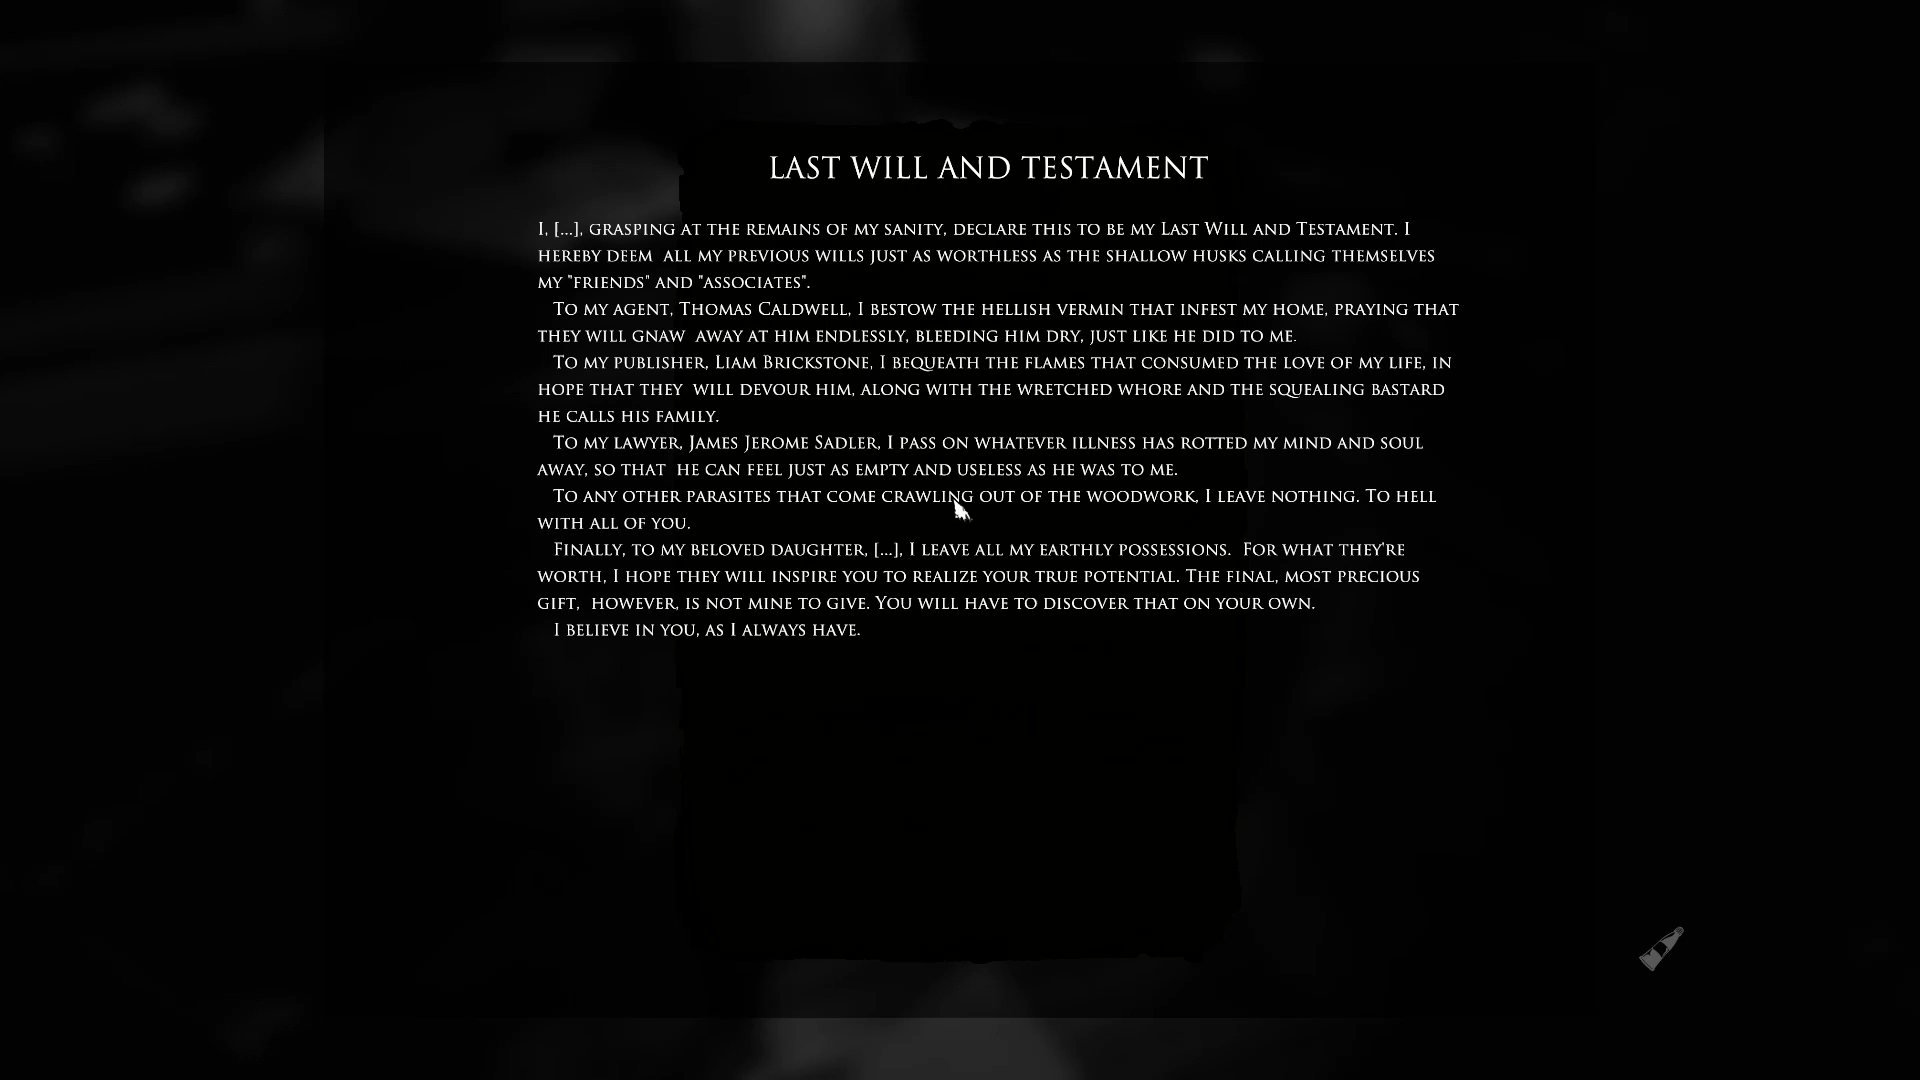 LAST WILL AND TESTAMENT
I, [...], GRASPING AT THE REMAINS OF MY SANITY, DECLARE THIS TO BE MY LAST WILL AND TESTAMENT. I
HEREBY DEEM  ALL MY PREVIOUS WILLS JUST AS WORTHLESS AS THE SHALLOW HUSKS CALLING THEMSELVES
MY "FRIENDS" AND "ASSOCIATES".
TO MY AGENT, THOMAS CALDWELL, I BESTOW THE HELLISH VERMIN THAT INFEST MY HOME, PRAYING THAT
THEY WILL GNAW  AWAY AT HIM ENDLESSLY, BLEEDING HIM DRY, JUST LIKE HE DID TO ME.
TO MY PUBLISHER, LIAM BRICKSTONE, I BEQUEATH THE FLAMES THAT CONSUMED THE LOVE OF MY LIFE, IN
HOPE THAT THEY  WILL DEVOUR HIM, ALONG WITH THE WRETCHED WHORE AND THE SQUEALING BASTARD
HE CALLS HIS FAMILY.
TO MY LAWYER, JAMES JEROME SADLER, I PASS ON WHATEVER ILLNESS HAS ROTTED MY MIND AND SOUL
AWAY, SO THAT  HE CAN FEEL JUST AS EMPTY AND USELESS AS HE WAS TO ME.
TO ANY OTHER PARASITES THAT COME CRAWLING OUT OF THE WOODWORK, I LEAVE NOTHING. TO HELL
WITH ALL OF YOU.
FINALLY, TO MY BELOVED DAUGHTER, [...], I LEAVE ALL MY EARTHLY POSSESSIONS.  FOR WHAT THEY'RE
WORTH, I HOPE THEY WILL INSPIRE YOU TO REALIZE YOUR TRUE POTENTIAL. THE FINAL, MOST PRECIOUS
GIFT,  HOWEVER, IS NOT MINE TO GIVE. YOU WILL HAVE TO DISCOVER THAT ON YOUR OWN.
I BELIEVE IN YOU, AS I ALWAYS HAVE.